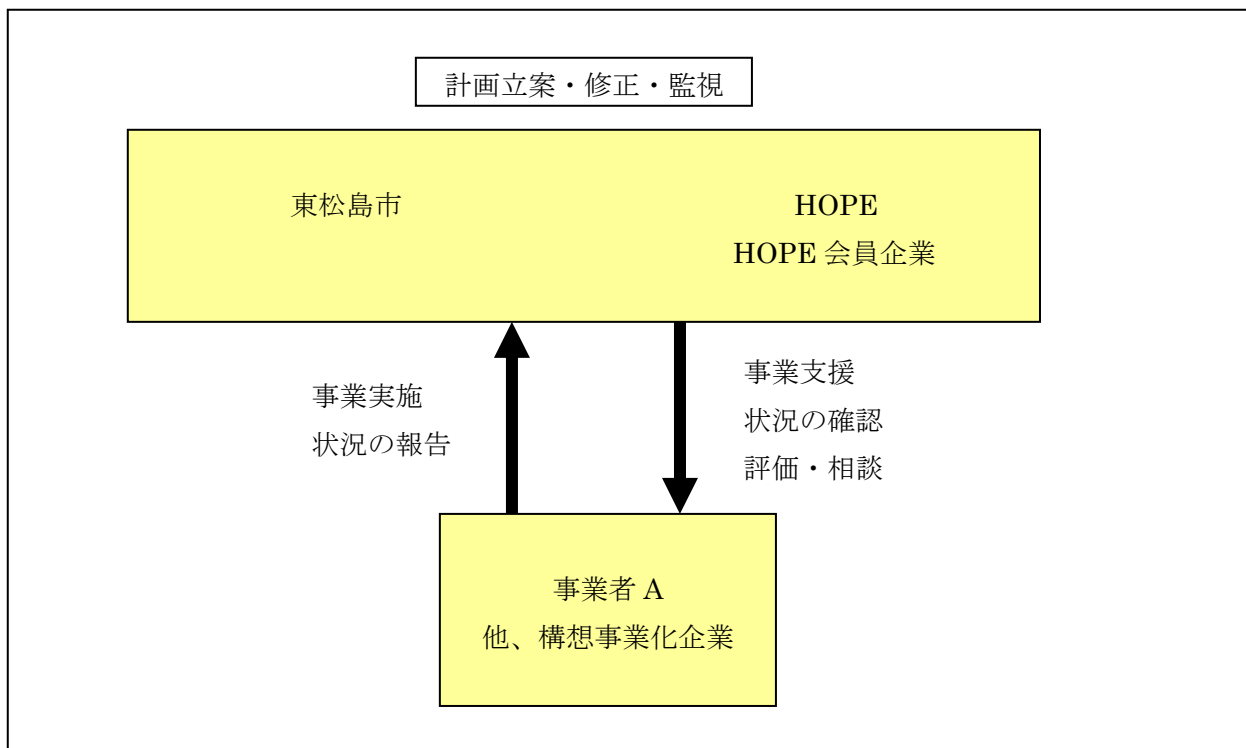 計画立案・修正・監視
東松島市
HOPE
HOPE 会員企業
事業実施
状況の報告
事業支援
状況の確認
評価・相談
事業者 A
他、構想事業化企業